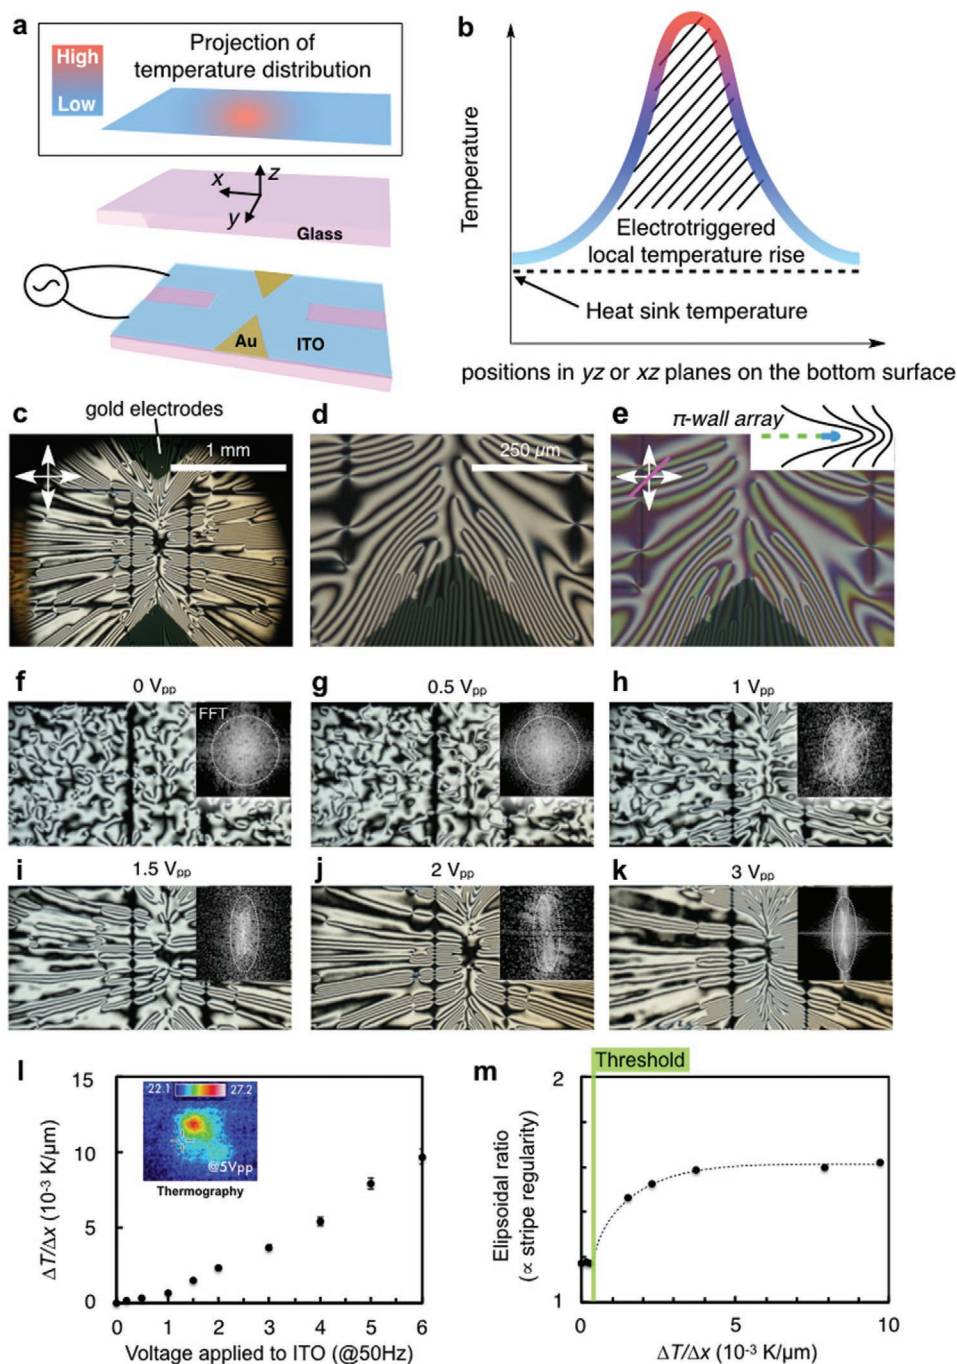 a
High
Low
Projection of
temperature distribution
x
z
y
Glass
Au
ITO
b
Temperature
Electrotriggered
local temperature rise
Heat sink temperature
positions in yz or xz planes on the bottom surface
c
gold electrodes
1 mm
d
250 µm
e
π-wall array
f
0 Vpp
FFT
g
0.5 Vpp
h
1 Vpp
i
1.5 Vpp
j
2 Vpp
k
3 Vpp
l
ΔT/Δx (10-3 K/µm)
15
10
5
0
22.1
27.2
@5Vpp
Thermography
0 1 2 3 4 5 6
Voltage applied to ITO (@50Hz)
m
Threshold
Elipsoidal ratio
(∝ stripe regularity)
2
1
0 5 10
ΔT/Δx (10-3 K/µm)